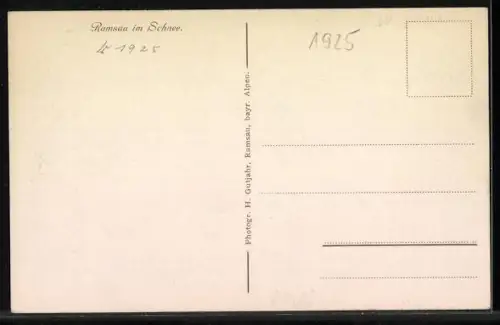 Ramsau im Schnee.
1925
1925
Photogr. H. Gutjahr, Ramsau, bayr. Alpen.